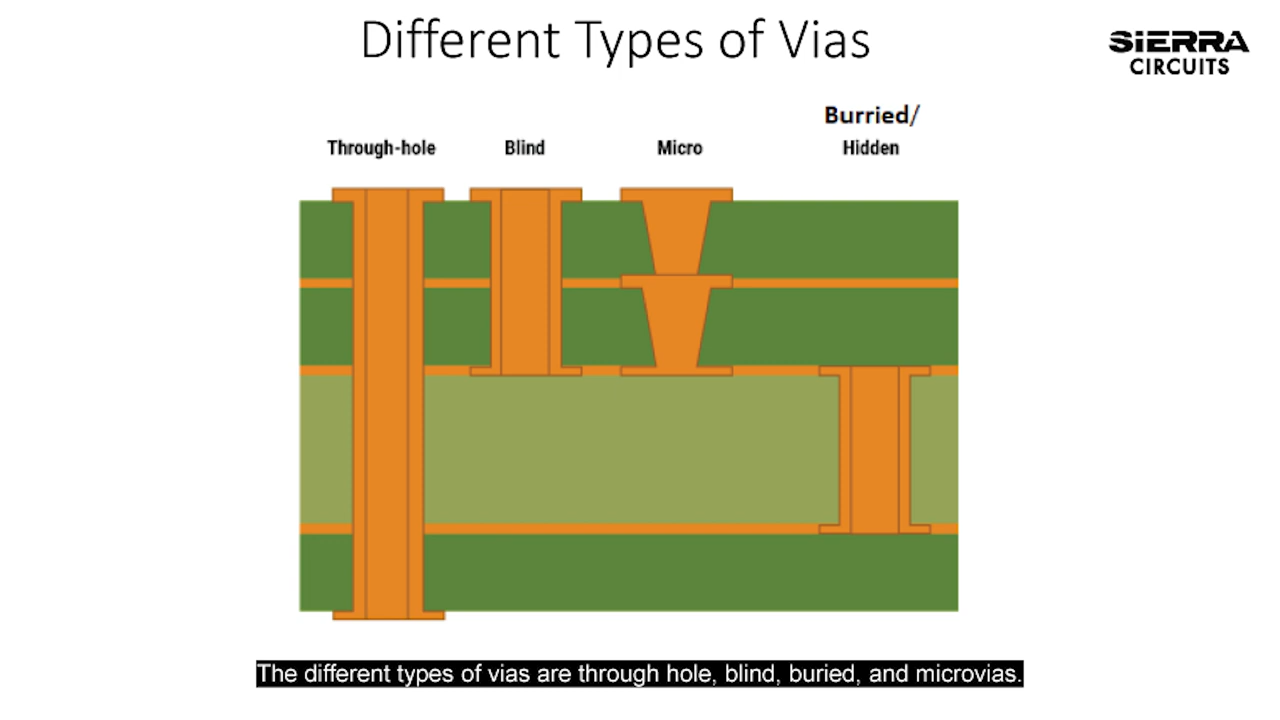 Different Types of Vias
SiERRA
CIRCUITS
Burried/
Through-hole Blind Micro Hidden
The different types of vias are through hole, blind, buried, and microvias.